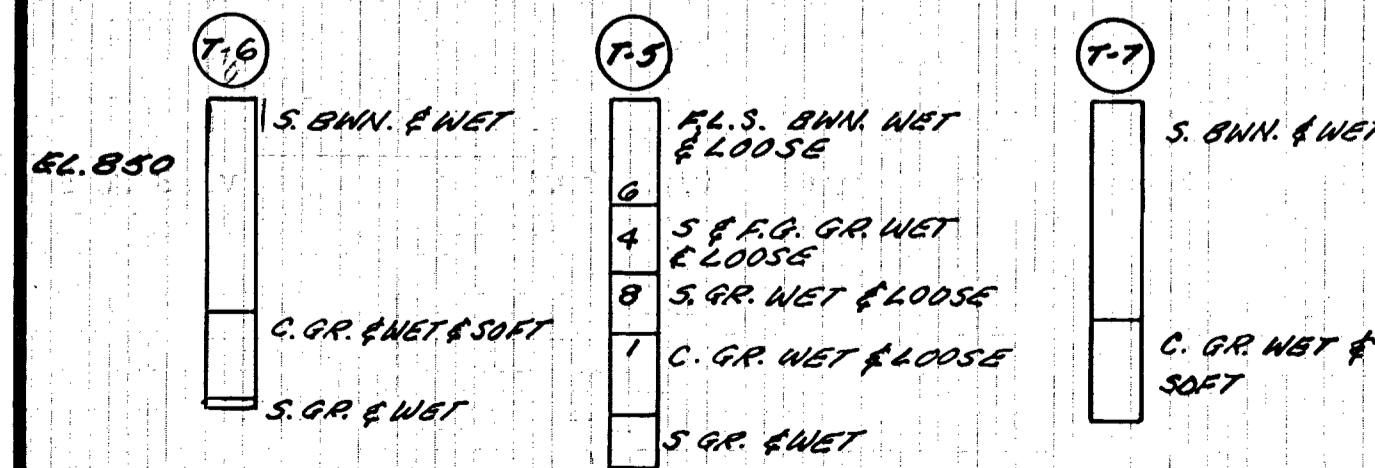 T-6
S. BWN. & WET
EL. 850
C. GR. & WET & SOFT
S. GR. & WET
T-5
F.L.S. BWN. WET
& LOOSE
6
4
S & F.G. GR. WET
& LOOSE
8
S. GR. WET & LOOSE
1
C. GR. WET & LOOSE
S GR. & WET
T-7
S. BWN. & WET
C. GR. WET &
SOFT